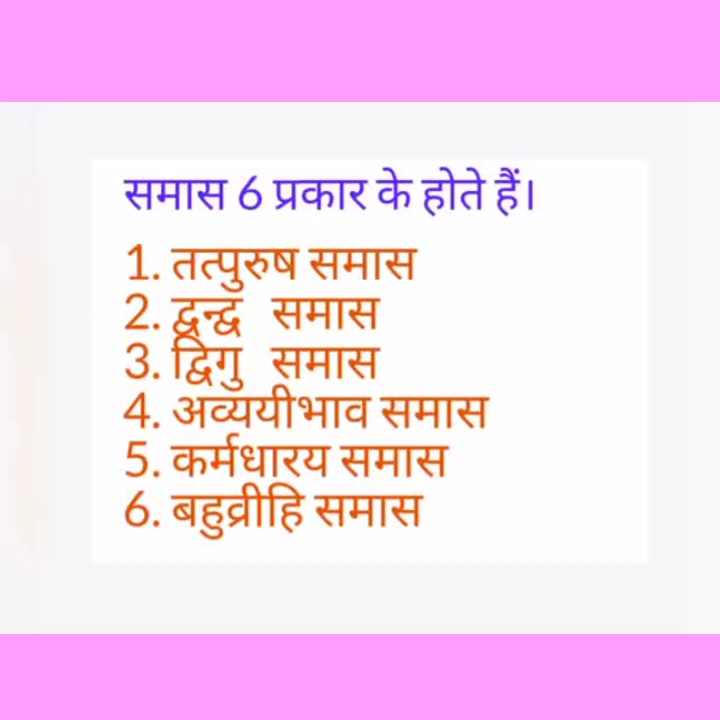 समास 6 प्रकार के होते हैं।
1. तत्पुरुष समास
2. द्वन्द्व समास
3. द्विगु समास
4. अव्ययीभाव समास
5. कर्मधारय समास
6. बहुव्रीहि समास